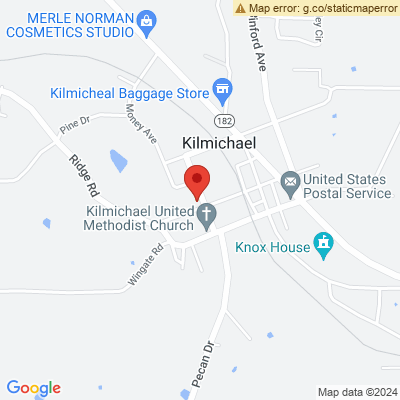 Map error: g.co/staticmaperror
MERLE NORMAN
COSMETICS STUDIO
Binford Ave
ey Cir.
Kilmicheal Baggage Store
Pine Dr
Money Ave
182
Kilmichael
Ridge Rd
United States
Postal Service
Kilmichael United
Methodist Church
Wingate Rd
Knox House
Pecan Dr
Google
Map data ©2024